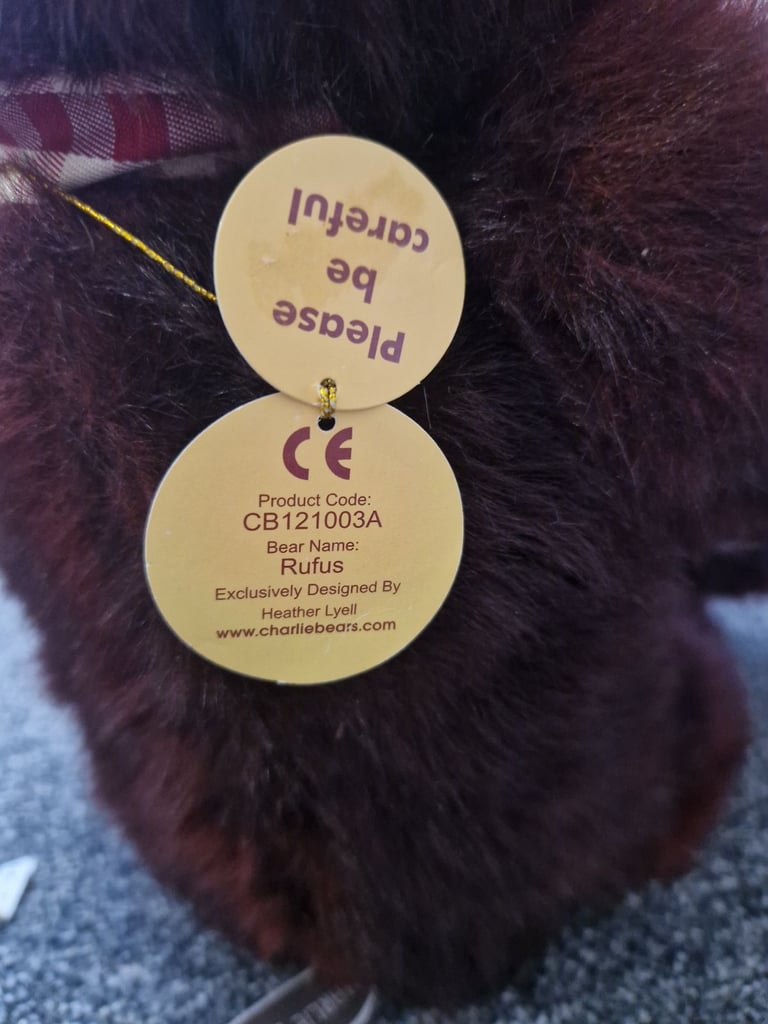 Please
be
careful
CE
Product Code:
CB121003A
Bear Name:
Rufus
Exclusively Designed By
Heather Lyell
www.charliebears.com